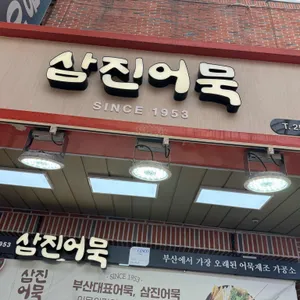 삼진어묵
SINCE 1953
T.25
1953
삼진어묵
부산에서 가장 오래된 어묵제조 가공소
SINCE 1953
삼진
어묵
부산대표어묵, 삼진어묵